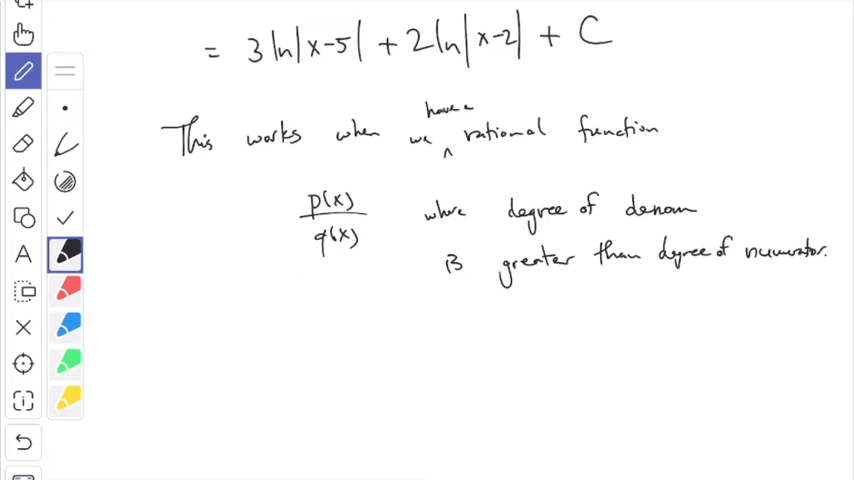 = 3 ln|x-5| + 2 ln|x-2| + C
have a
This works when we ^ rational function
p(x)
where degree of denom
q(x)
is greater than degree of numerator.